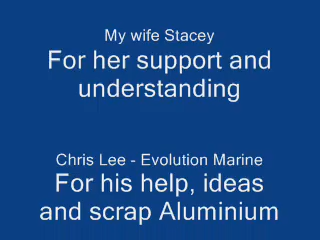 My wife Stacey
For her support and
understanding
Chris Lee - Evolution Marine
For his help, ideas
and scrap Aluminium